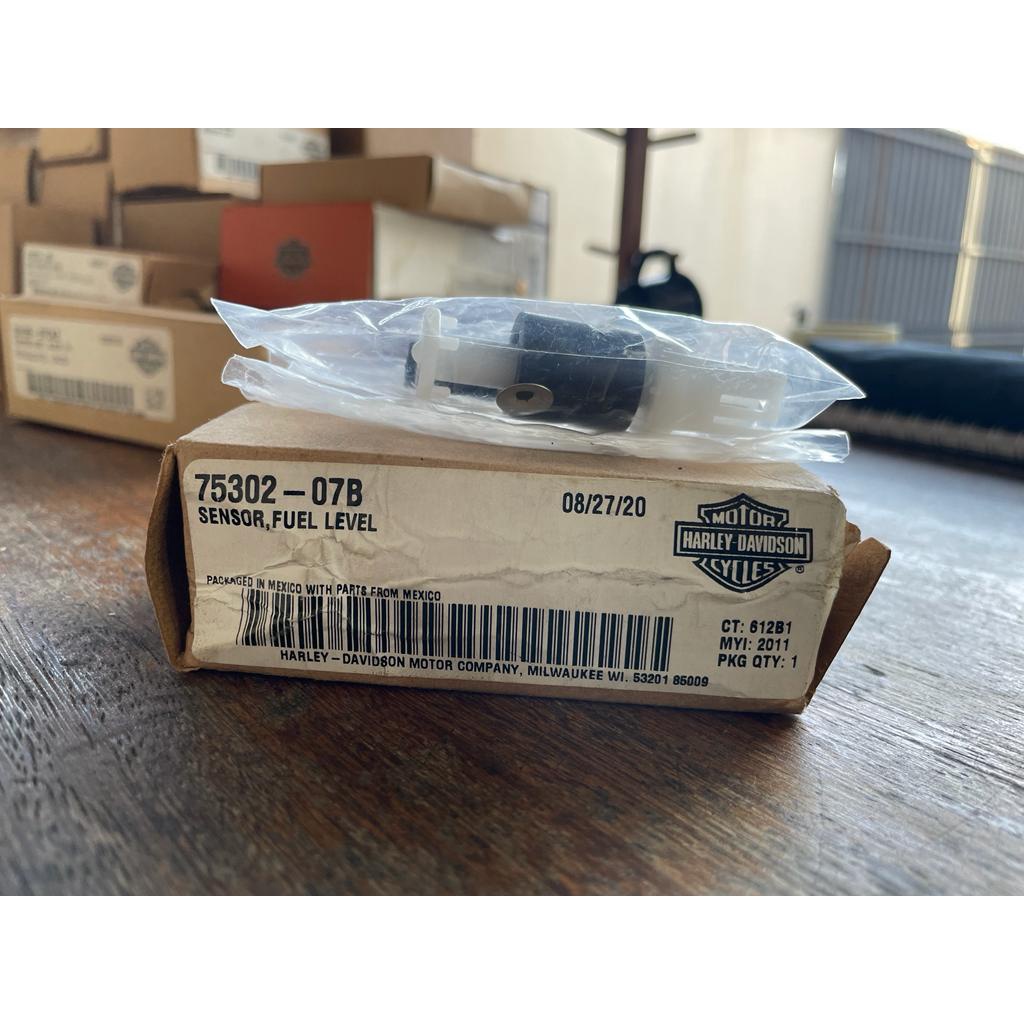 75302-07B
SENSOR,FUEL LEVEL
08/27/20
MOTOR
HARLEY-DAVIDSON
CYCLES
®
PACKAGED IN MEXICO WITH PARTS FROM MEXICO
CT: 612B1
MYI: 2011
PKG QTY: 1
HARLEY-DAVIDSON MOTOR COMPANY, MILWAUKEE WI. 53201 85009